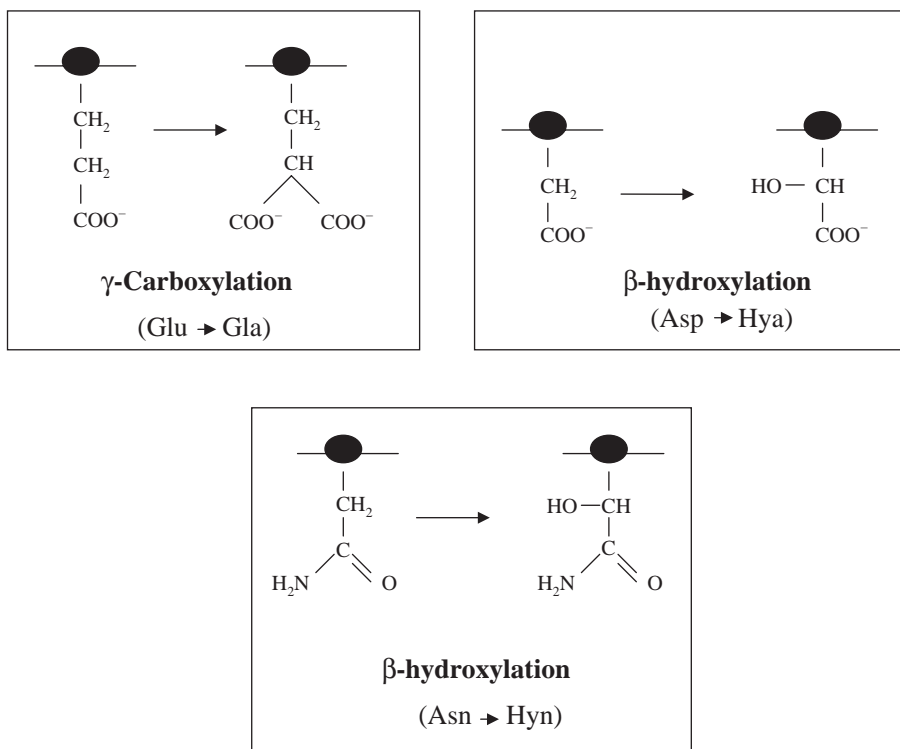 CH₂
CH₂
COO⁻
CH₂
CH
COO⁻ COO⁻
γ-Carboxylation
(Glu → Gla)
CH₂
COO⁻
HO — CH
COO⁻
β-hydroxylation
(Asp → Hya)
CH₂
C
H₂N O
HO—CH
C
H₂N O
β-hydroxylation
(Asn → Hyn)